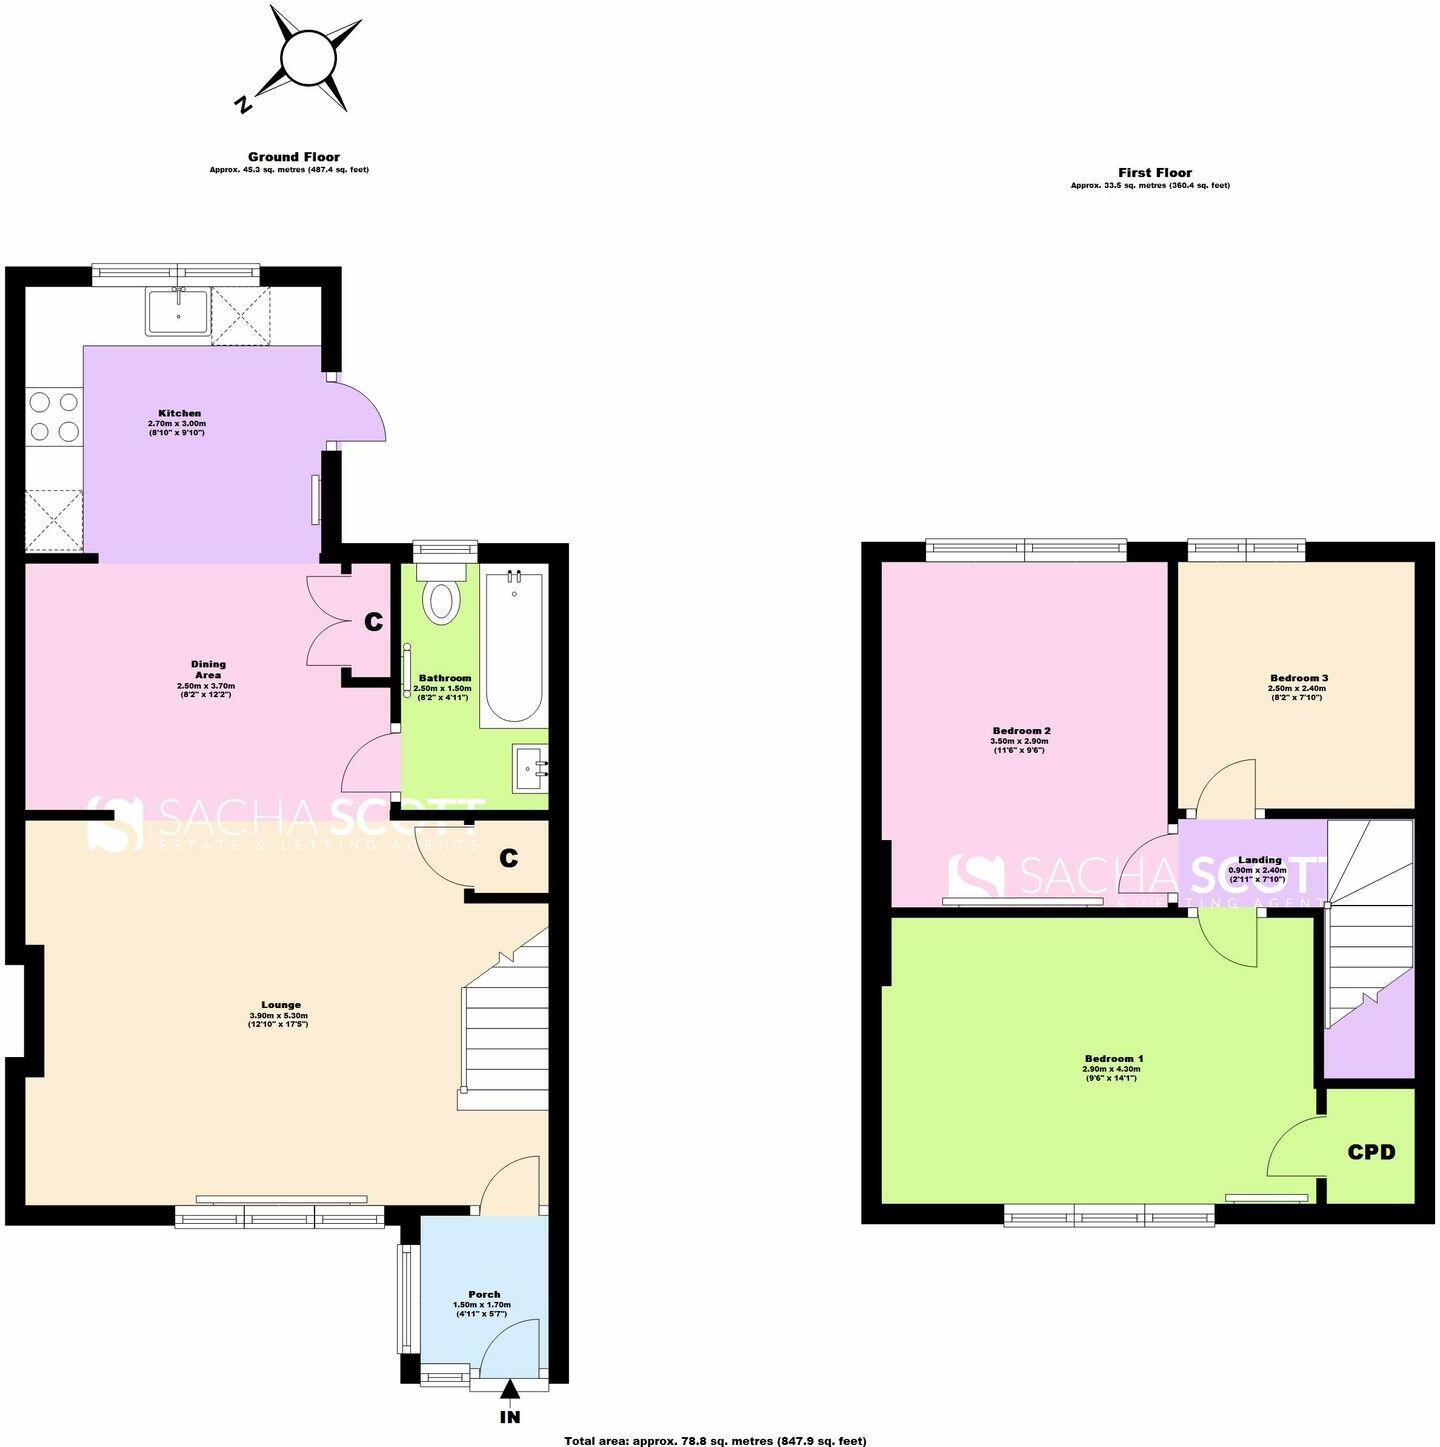 N
Ground Floor
Approx. 45.3 sq. metres (487.4 sq. feet)
First Floor
Approx. 33.5 sq. metres (360.4 sq. feet)
Kitchen
2.70m x 3.00m
(8'10" x 9'10")
C
Dining
Area
2.50m x 3.70m
(8'2" x 12'2")
Bathroom
2.50m x 1.50m
(8'2" x 4'11")
SACHA SCOTT
ESTATE & LETTING AGENTS
C
Lounge
3.90m x 5.30m
(12'10" x 17'5")
Porch
1.50m x 1.70m
(4'11" x 5'7")
IN
Bedroom 2
3.50m x 2.90m
(11'6" x 9'6")
Bedroom 3
2.50m x 2.40m
(8'2" x 7'10")
Landing
0.90m x 2.40m
(2'11" x 7'10")
SACHA SCOTT
& LETTING AGENT
Bedroom 1
2.90m x 4.30m
(9'6" x 14'1")
CPD
Total area: approx. 78.8 sq. metres (847.9 sq. feet)